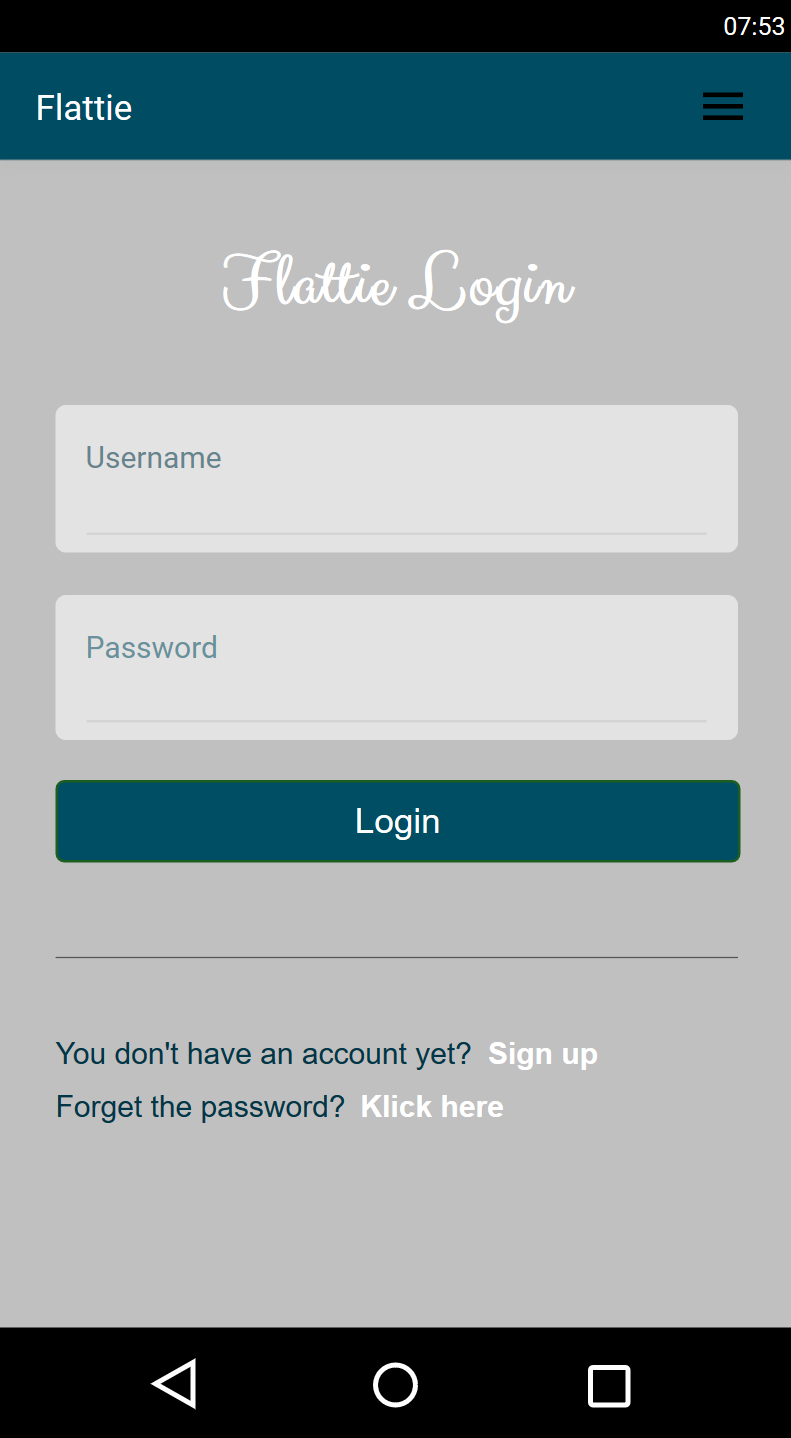 07:53
Flattie
Flattie Login
Username
Password
Login
You don't have an account yet? Sign up
Forget the password? Klick here